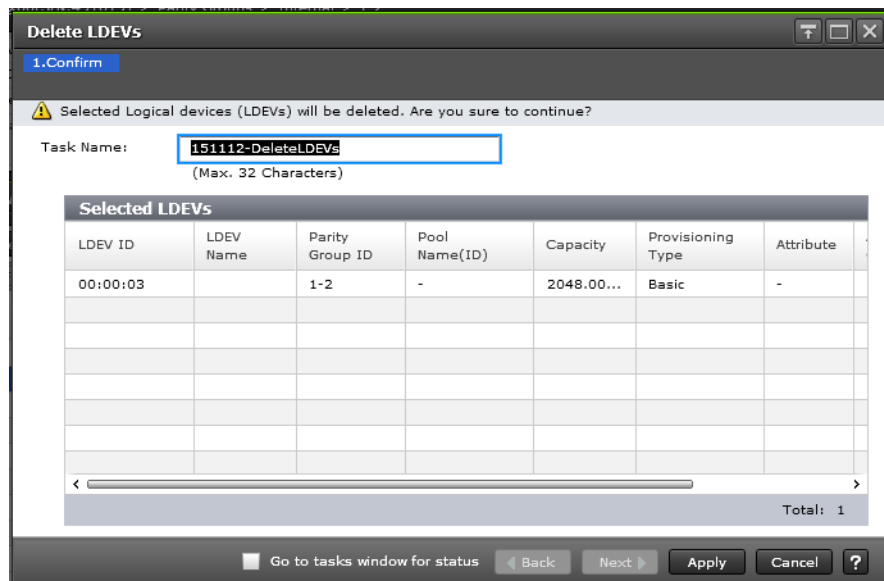 Delete LDEVs
1.Confirm
Selected Logical devices (LDEVs) will be deleted. Are you sure to continue?
Task Name: 151112-DeleteLDEVs
(Max. 32 Characters)
Selected LDEVs
LDEV ID LDEV Name Parity Group ID Pool Name(ID) Capacity Provisioning Type Attribute
00:00:03 1-2 - 2048.00... Basic -
Total: 1
Go to tasks window for status Back Next Apply Cancel ?